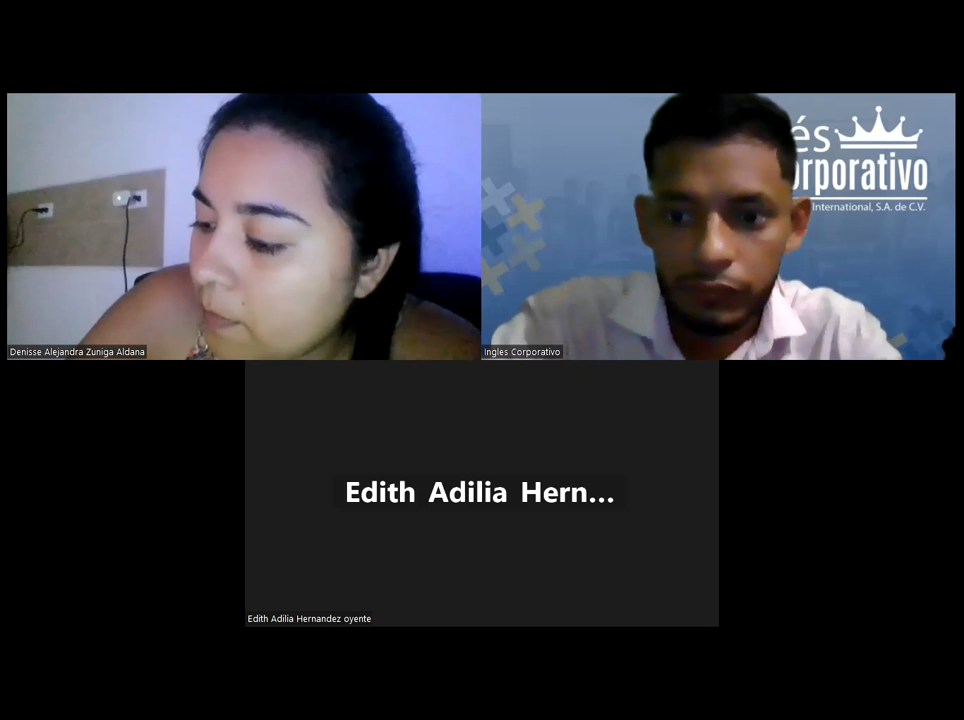 és
orporativo
International, S.A. de C.V.
Denisse Alejandra Zuniga Aldana
Ingles Corporativo
Edith Adilia Hern...
Edith Adilia Hernandez oyente